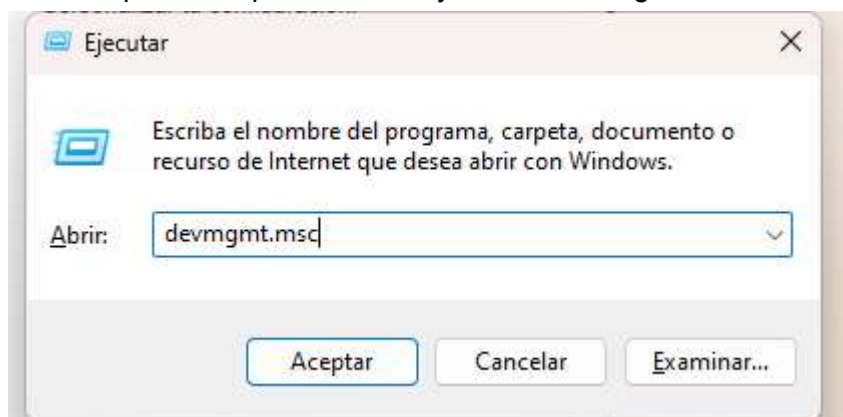 Ejecutar
Escriba el nombre del programa, carpeta, documento o
recurso de Internet que desea abrir con Windows.
Abrir:
devmgmt.msc
Aceptar
Cancelar
Examinar...